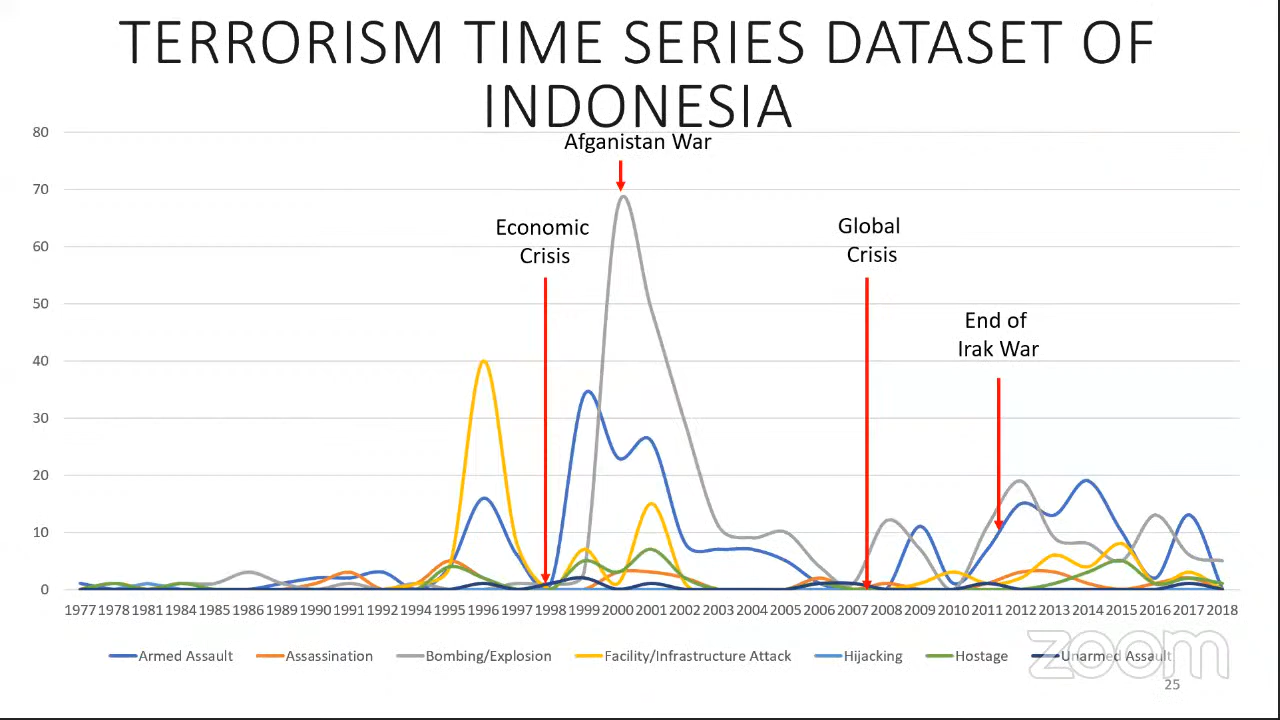 TERRORISM TIME SERIES DATASET OF
INDONESIA
80
Afganistan War
70
Economic
Crisis
Global
Crisis
60
50
End of
Irak War
40
30
20
10
0
1977 1978 1981 1984 1985 1986 1989 1990 1991 1992 1994 1995 1996 1997 1998 1999 2000 2001 2002 2003 2004 2005 2006 2007 2008 2009 2010 2011 2012 2013 2014 2015 2016 2017 2018
Armed Assault Assassination Bombing/Explosion Facility/Infrastructure Attack Hijacking Hostage Unarmed Assault
zoom
25